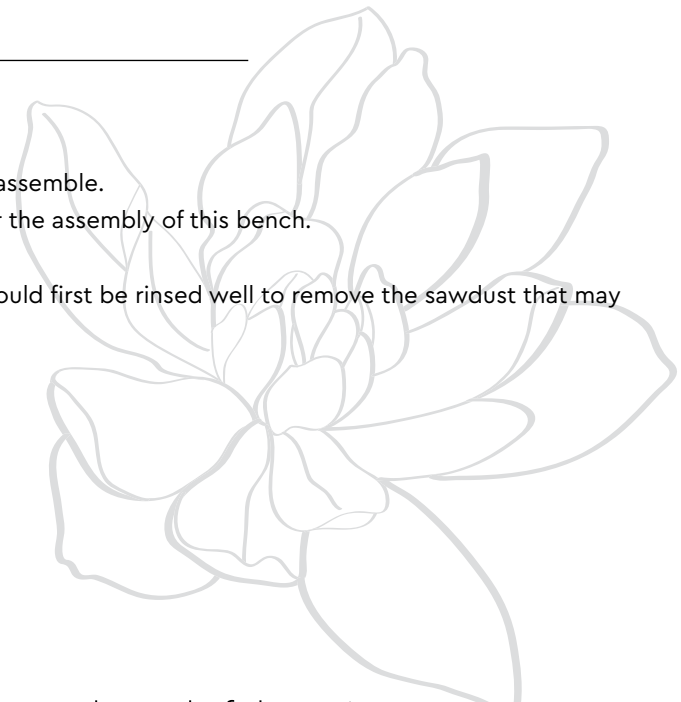 assemble.
the assembly of this bench.
ould first be rinsed well to remove the sawdust that may